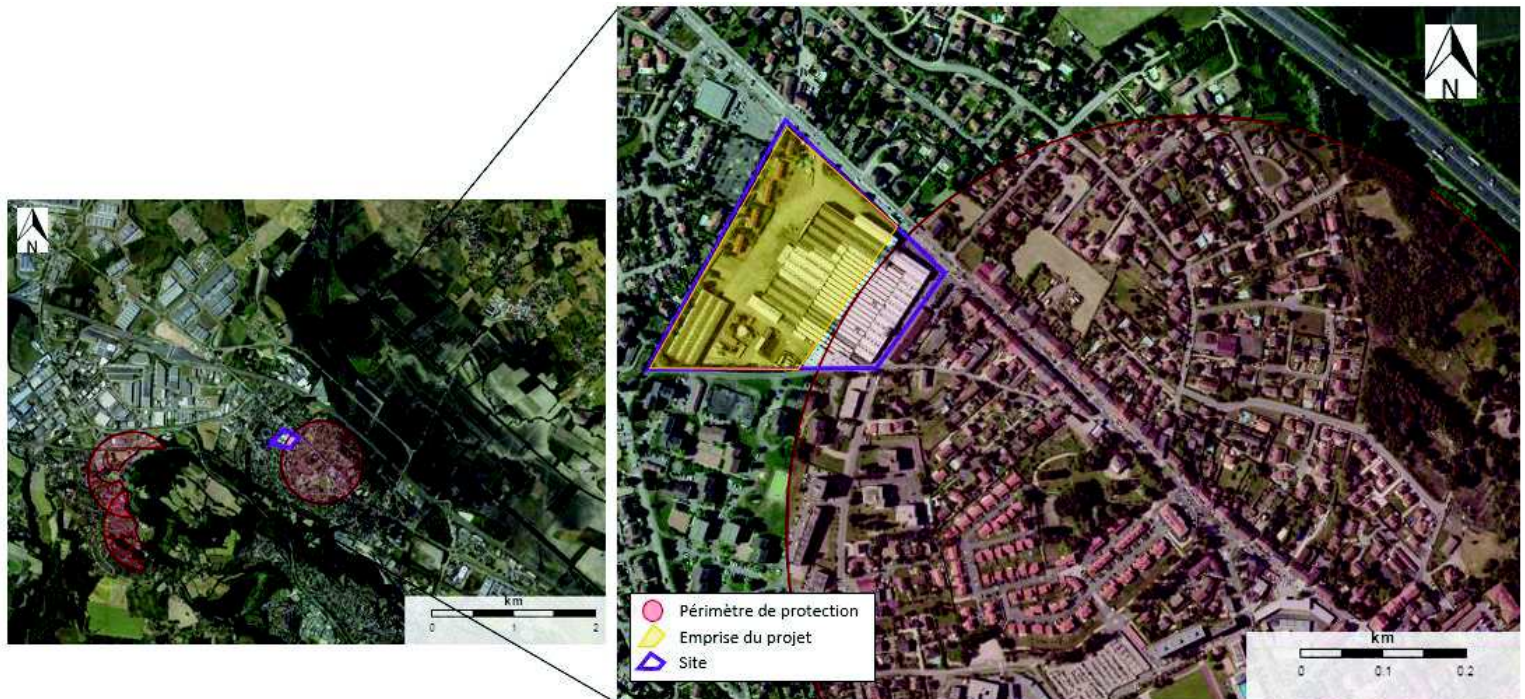 N
N
km
0 1 2
Périmètre de protection
Emprise du projet
Site
km
0 0.1 0.2